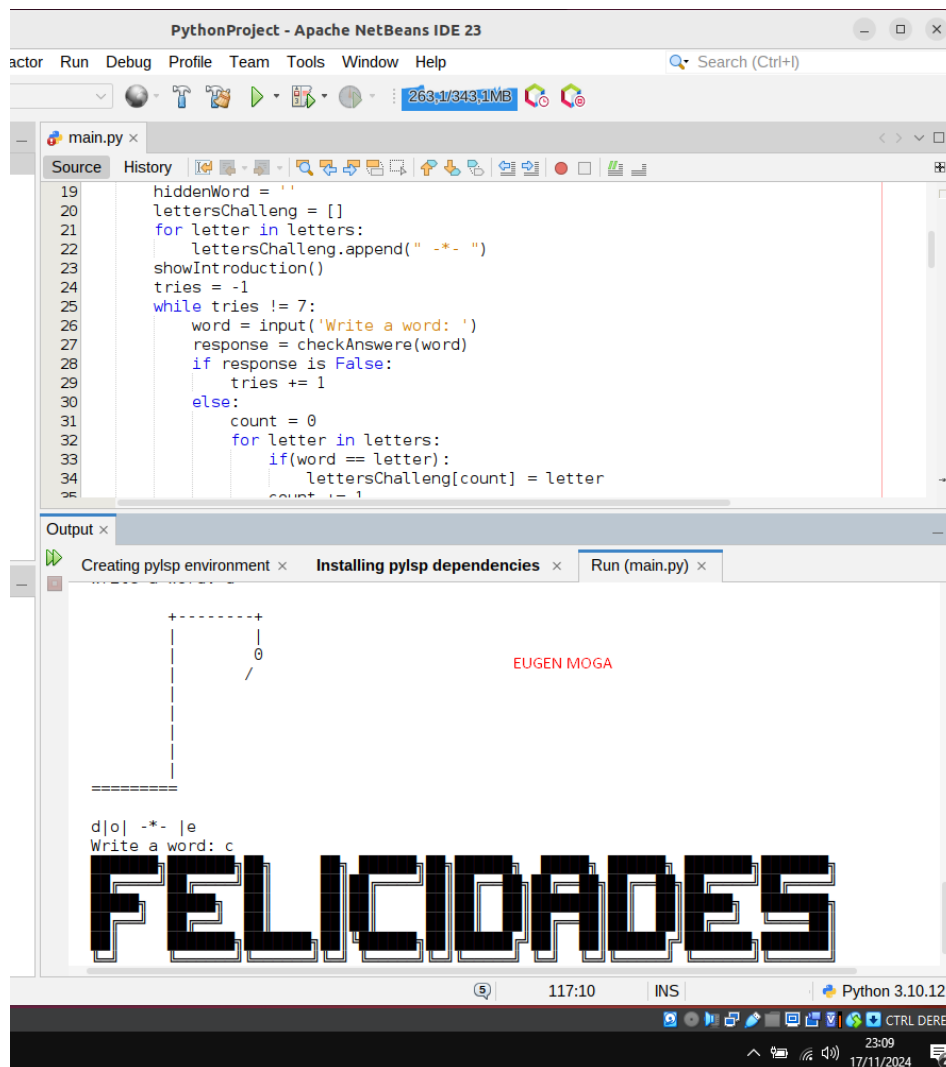 PythonProject - Apache NetBeans IDE 23
actor Run Debug Profile Team Tools Window Help Search (Ctrl+I)
263,1/343,1MB
main.py
Source History
19 hiddenWord = ''
20 lettersChalleng = []
21 for letter in letters:
22 lettersChalleng.append(" -*- ")
23 showIntroduction()
24 tries = -1
25 while tries != 7:
26 word = input('Write a word: ')
27 response = checkAnswere(word)
28 if response is False:
29 tries += 1
30 else:
31 count = 0
32 for letter in letters:
33 if(word == letter):
34 lettersChalleng[count] = letter
35 count += 1
Output
Creating pylsp environment Installing pylsp dependencies Run (main.py)
+--------+
| |
| 0
| /
|
|
|
|
|
=========
EUGEN MOGA
d|o| -*- |e
Write a word: c
FELICIDADES
5 117:10 INS Python 3.10.12
CTRL DERE
23:09
17/11/2024